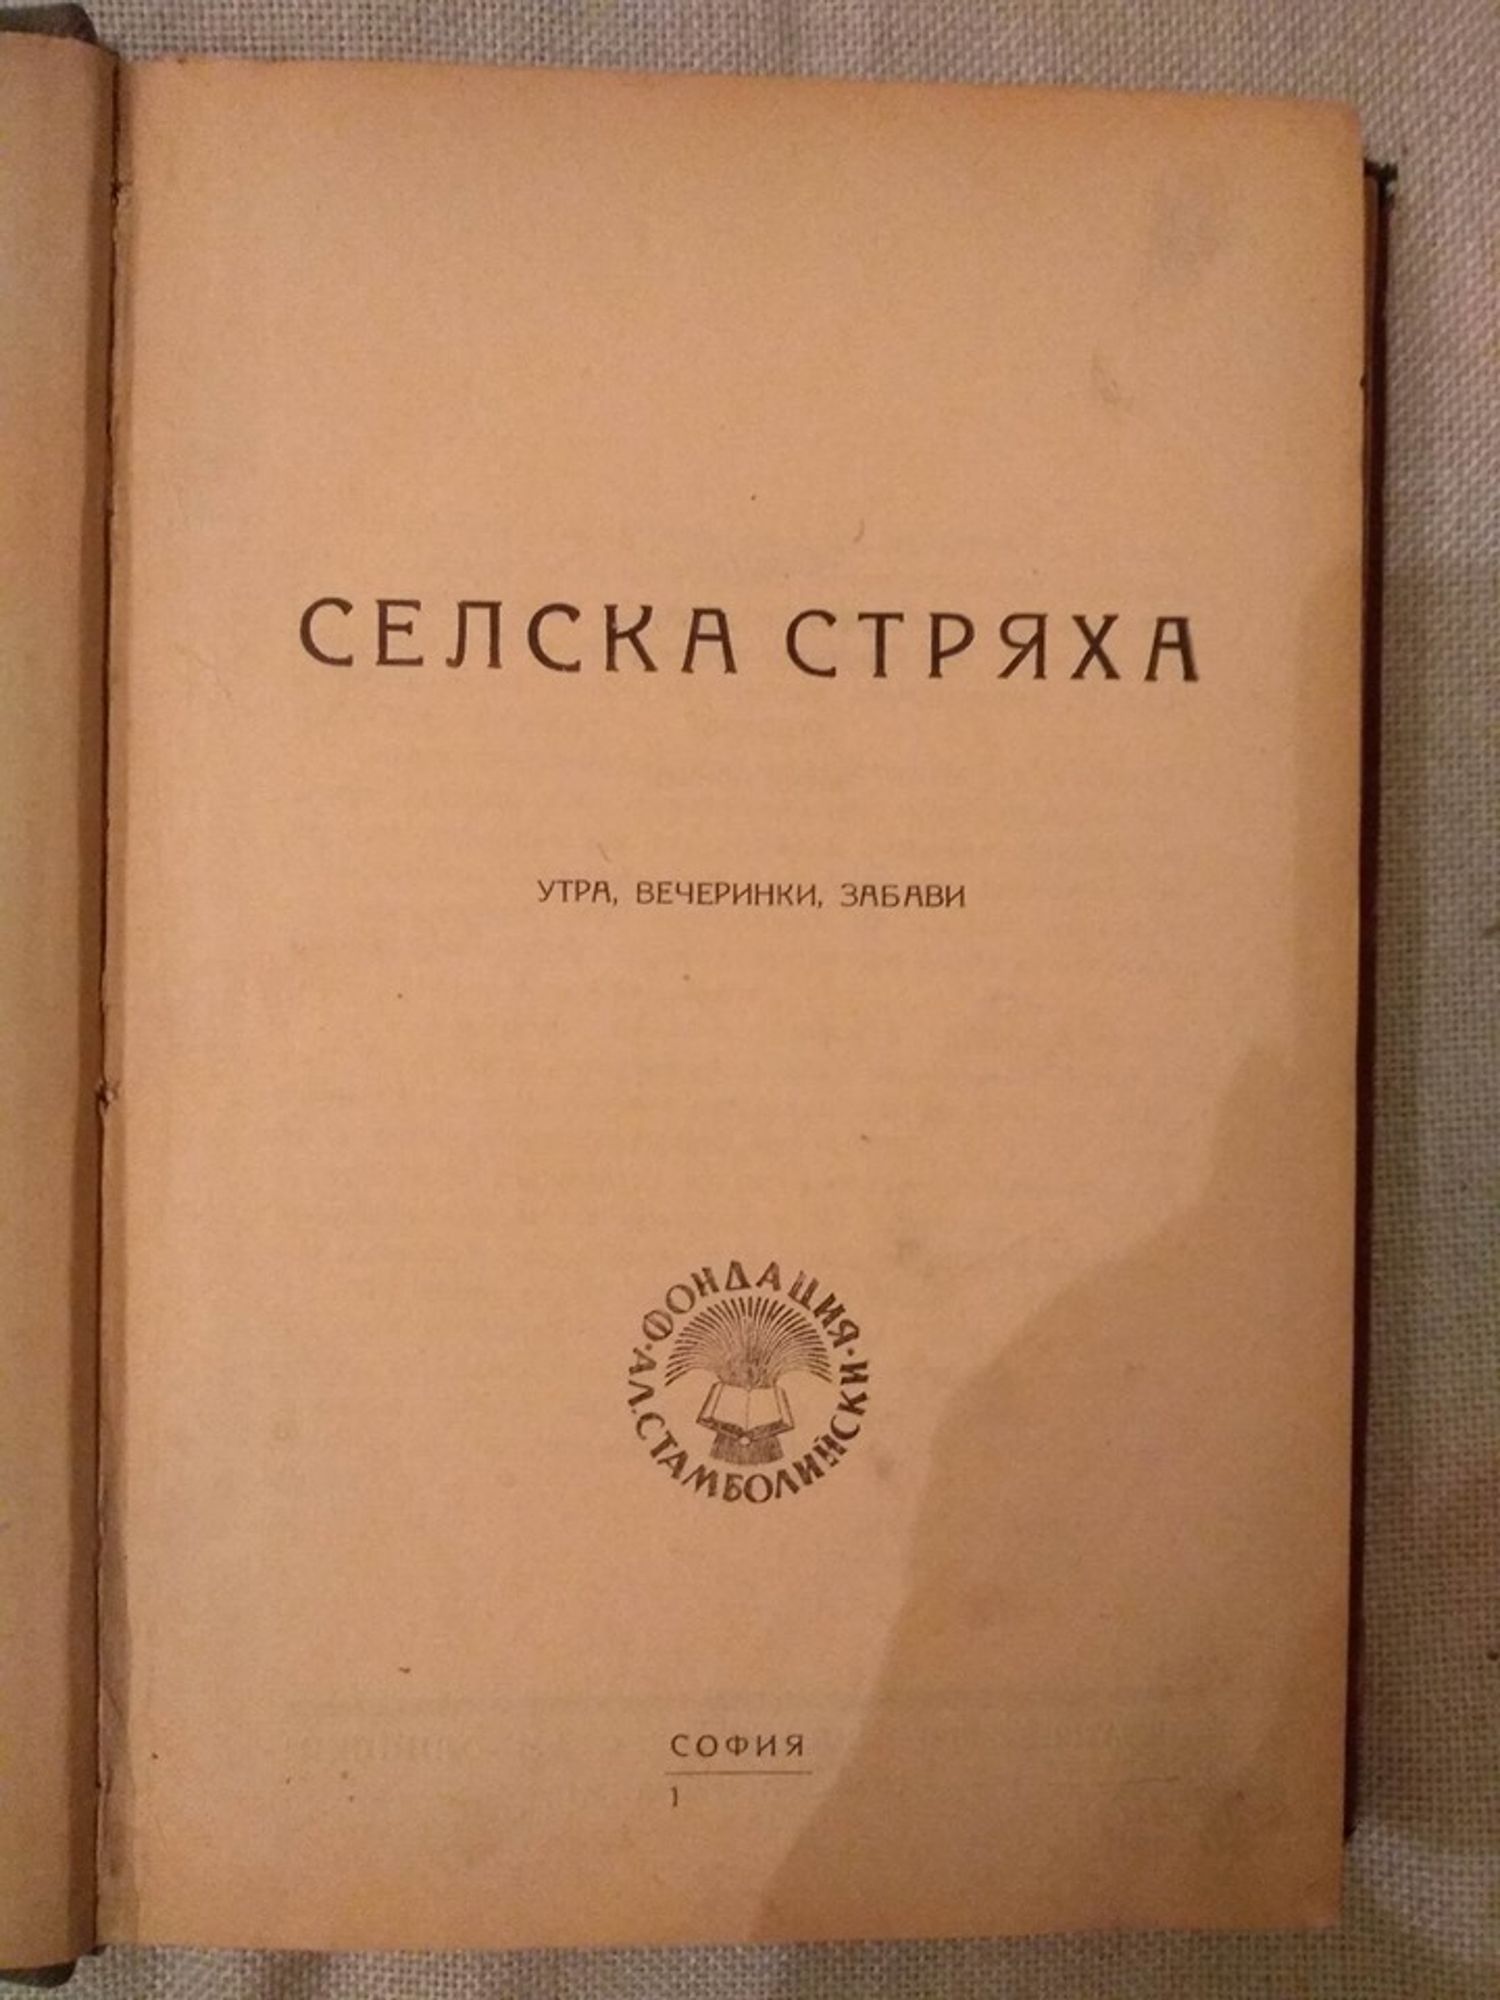 СЕЛСКА СТРЯХА
УТРА, ВЕЧЕРИНКИ, ЗАБАВИ
ФОНДАЦИЯ · АЛ. СТАМБОЛИЙСКИ ·
СОФИЯ
1